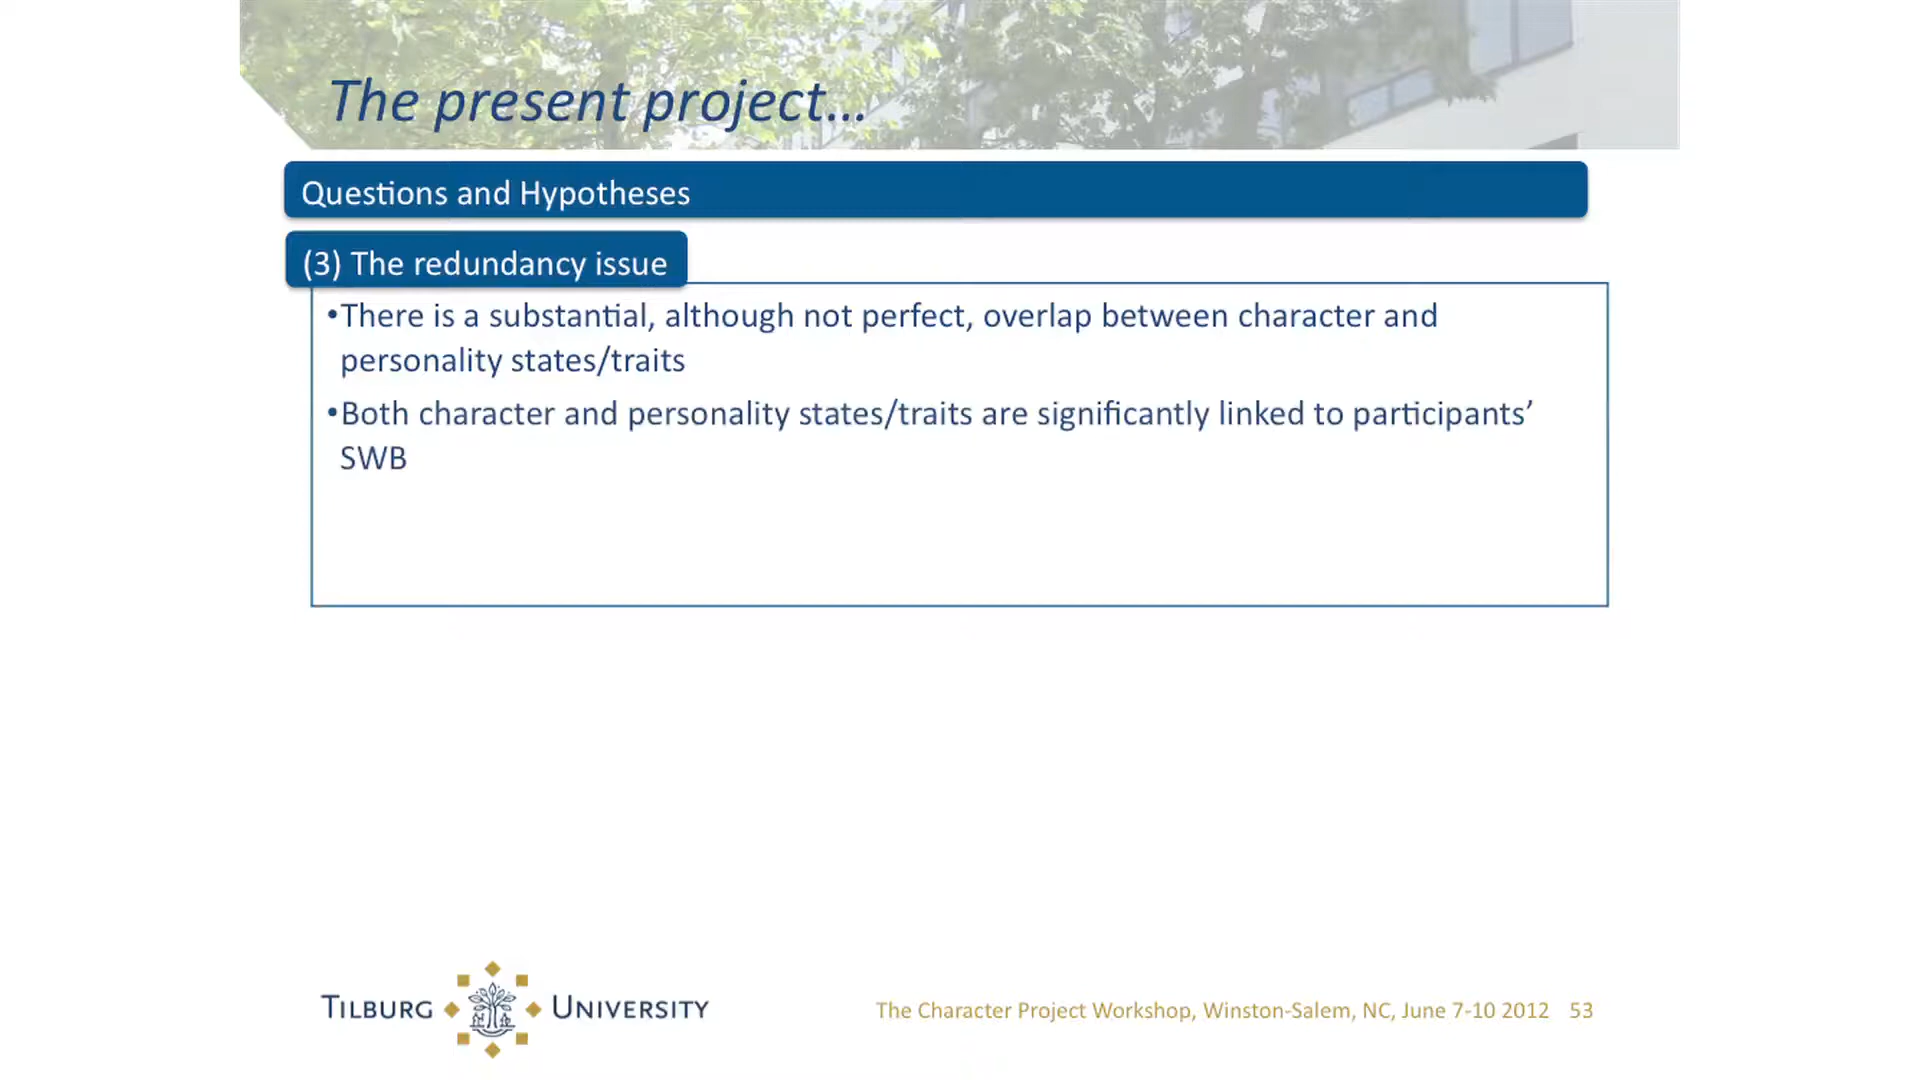 The present project...
Questions and Hypotheses
(3) The redundancy issue
•There is a substantial, although not perfect, overlap between character and
personality states/traits
•Both character and personality states/traits are significantly linked to participants’
SWB
TILBURG UNIVERSITY
The Character Project Workshop, Winston-Salem, NC, June 7-10 2012 53